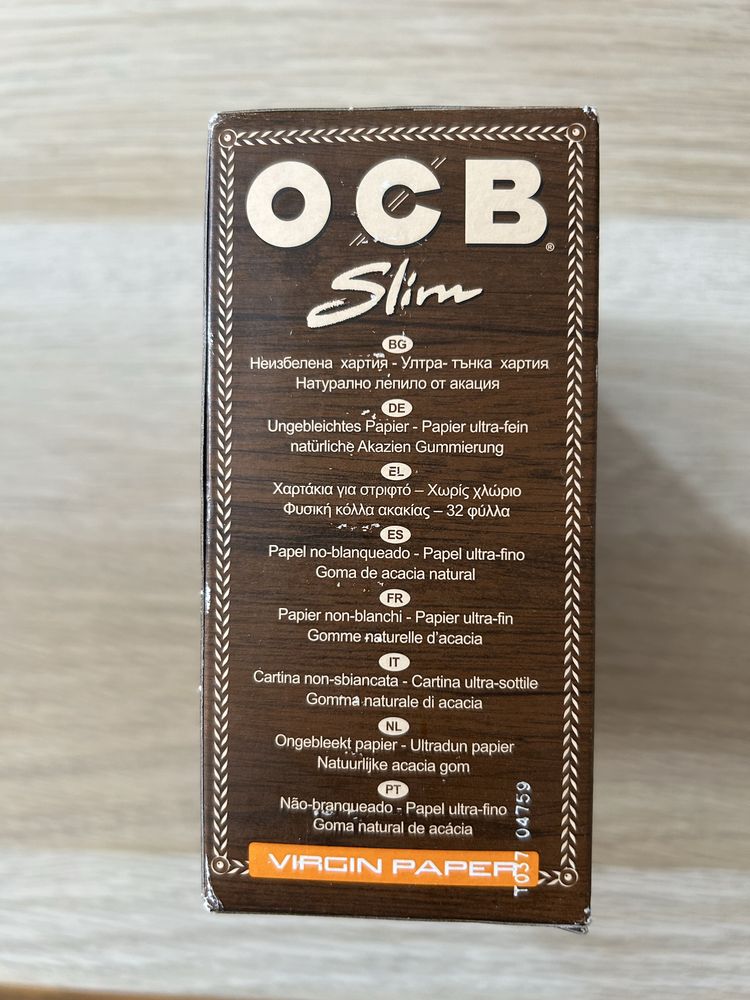 OCB
®
Slim
BG
Неизбелена хартия - Ултра- тънка хартия
Натурално лепило от акация
DE
Ungebleichtes Papier - Papier ultra-fein
natürliche Akazien Gummierung
EL
Χαρτάκια για στριφτό – Χωρίς χλώριο
Φυσική κόλλα ακακίας – 32 φύλλα
ES
Papel no-blanqueado - Papel ultra-fino
Goma de acacia natural
FR
Papier non-blanchi - Papier ultra-fin
Gomme naturelle d'acacia
IT
Cartina non-sbiancata - Cartina ultra-sottile
Gomma naturale di acacia
NL
Ongebleekt papier - Ultradun papier
Natuurlijke acacia gom
PT
Não-branqueado - Papel ultra-fino
Goma natural de acácia
VIRGIN PAPER
T037 04759